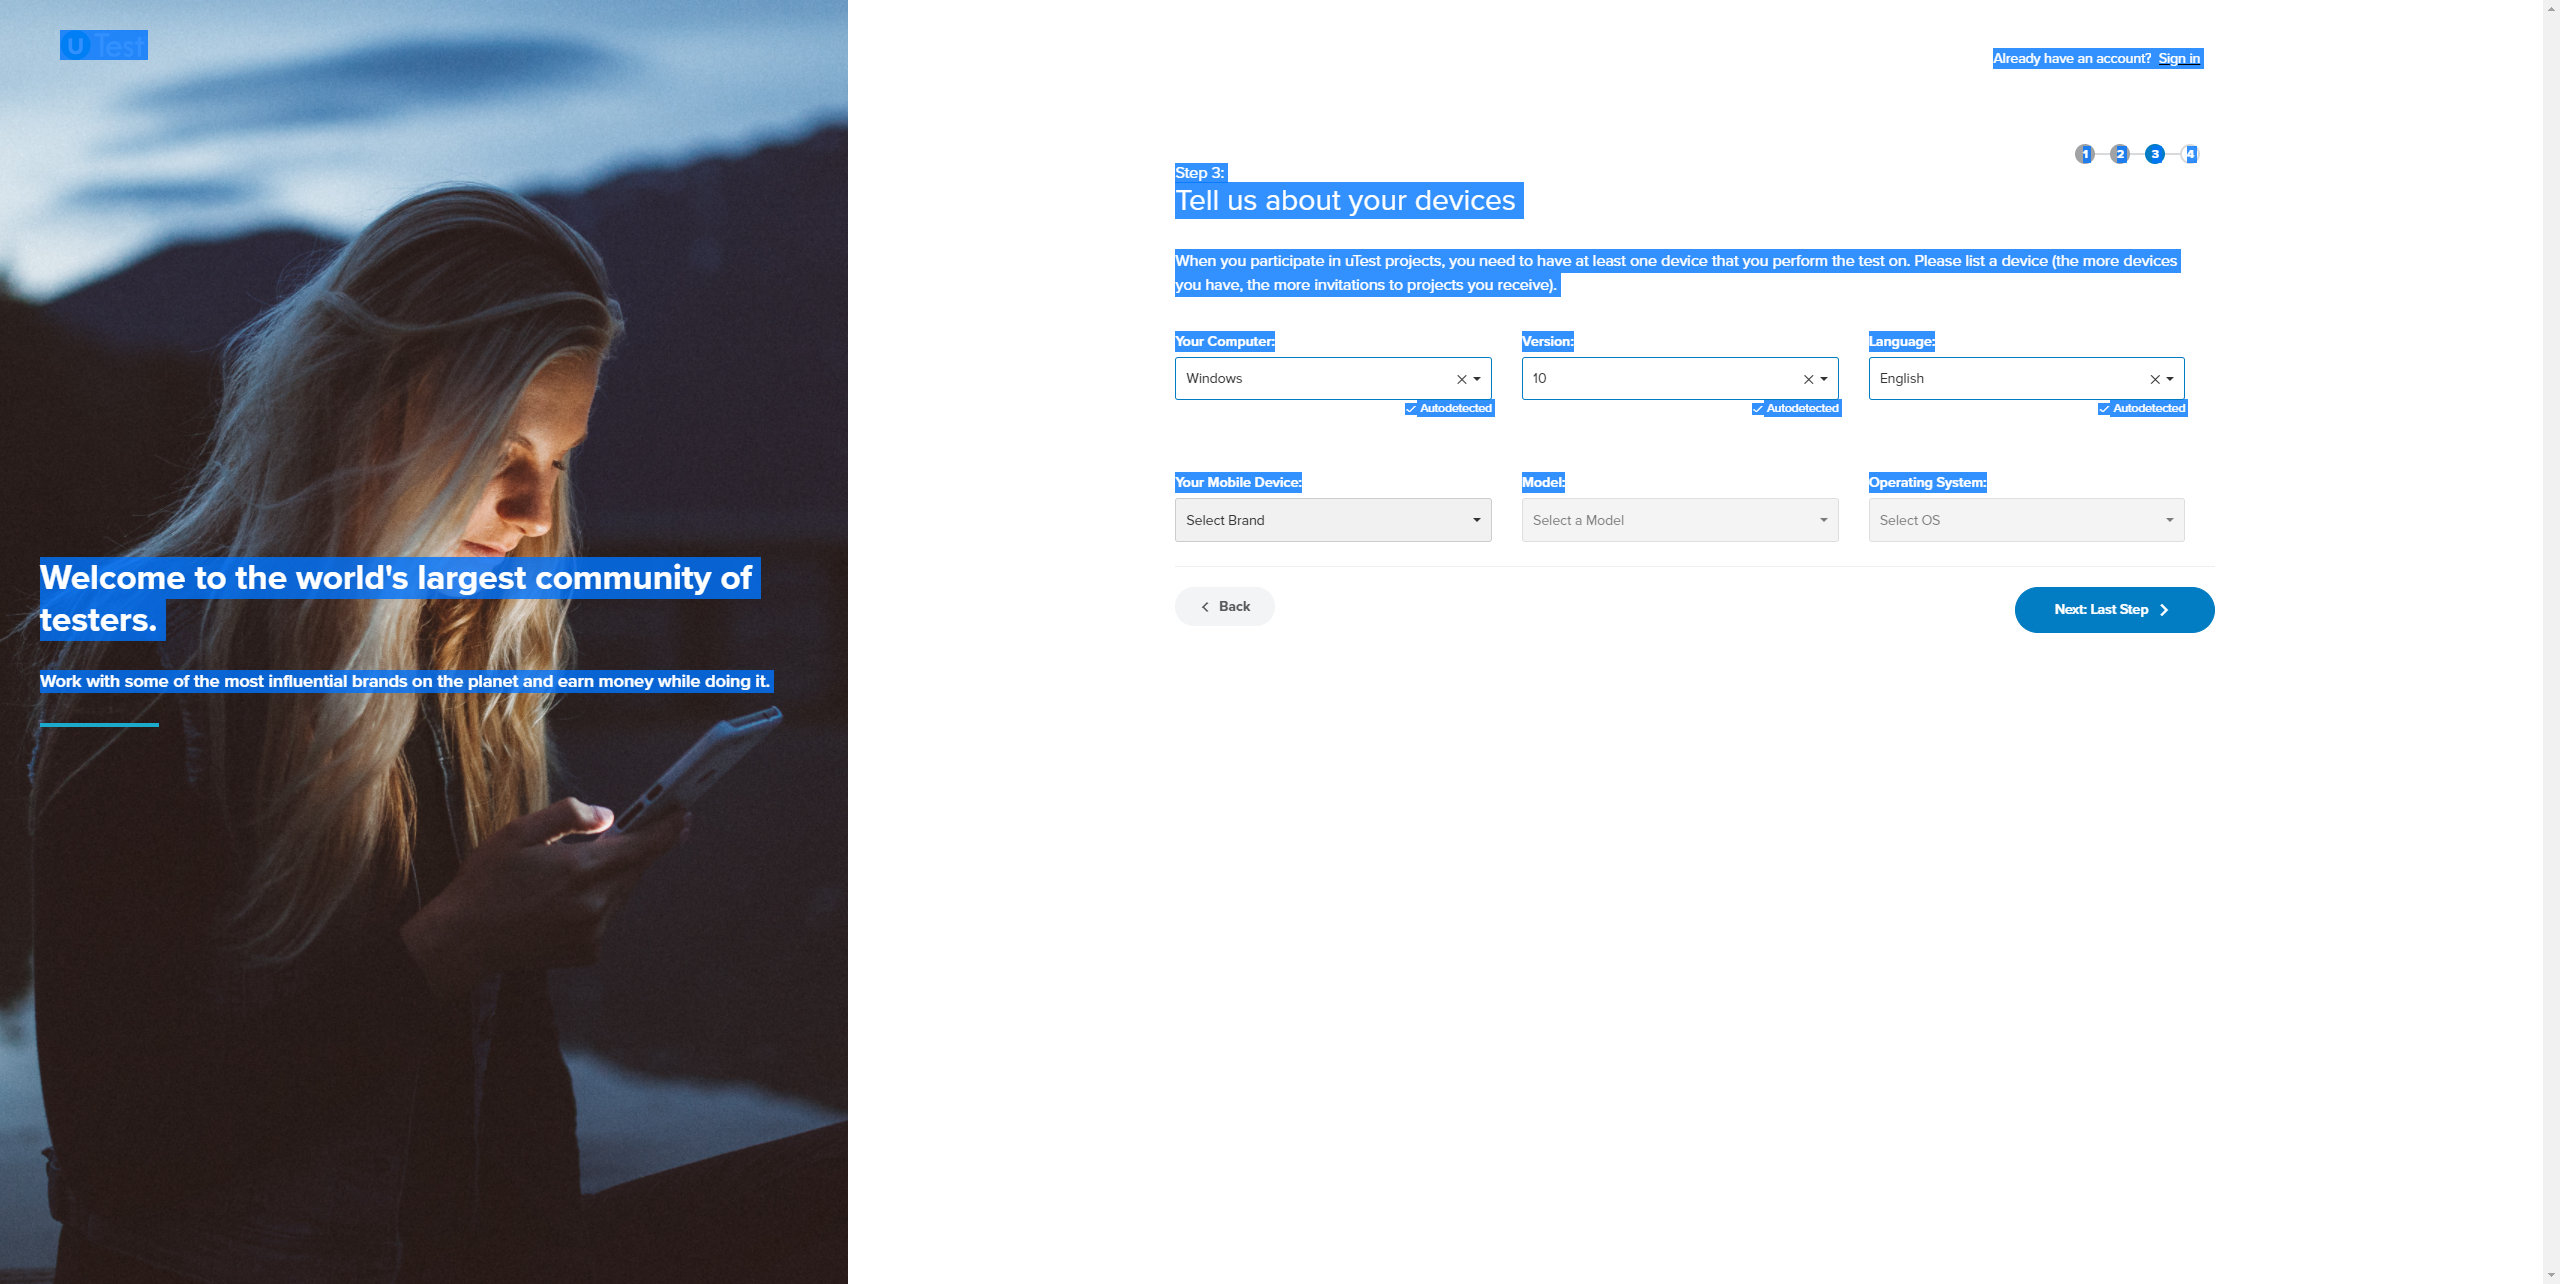 uTest
Already have an account? Sign in
1 2 3 4
Step 3:
Tell us about your devices
When you participate in uTest projects, you need to have at least one device that you perform the test on. Please list a device (the more devices
you have, the more invitations to projects you receive).
Your Computer: Version: Language:
Windows 10 English
Autodetected Autodetected Autodetected
Your Mobile Device: Model: Operating System:
Select Brand Select a Model Select OS
Back Next: Last Step
Welcome to the world's largest community of
testers.
Work with some of the most influential brands on the planet and earn money while doing it.